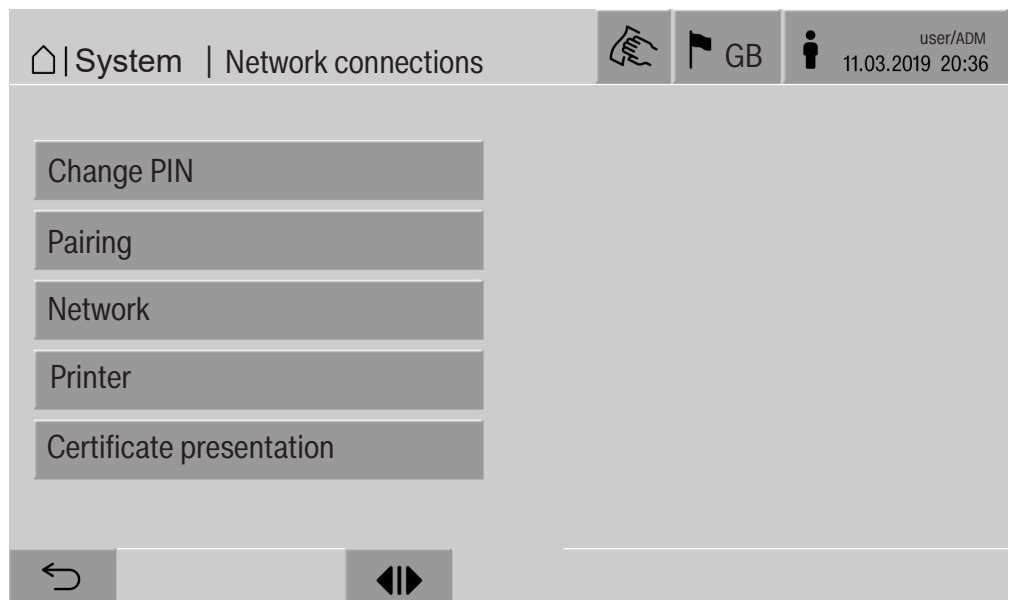 System | Network connections
GB
user/ADM
11.03.2019 20:36
Change PIN
Pairing
Network
Printer
Certificate presentation